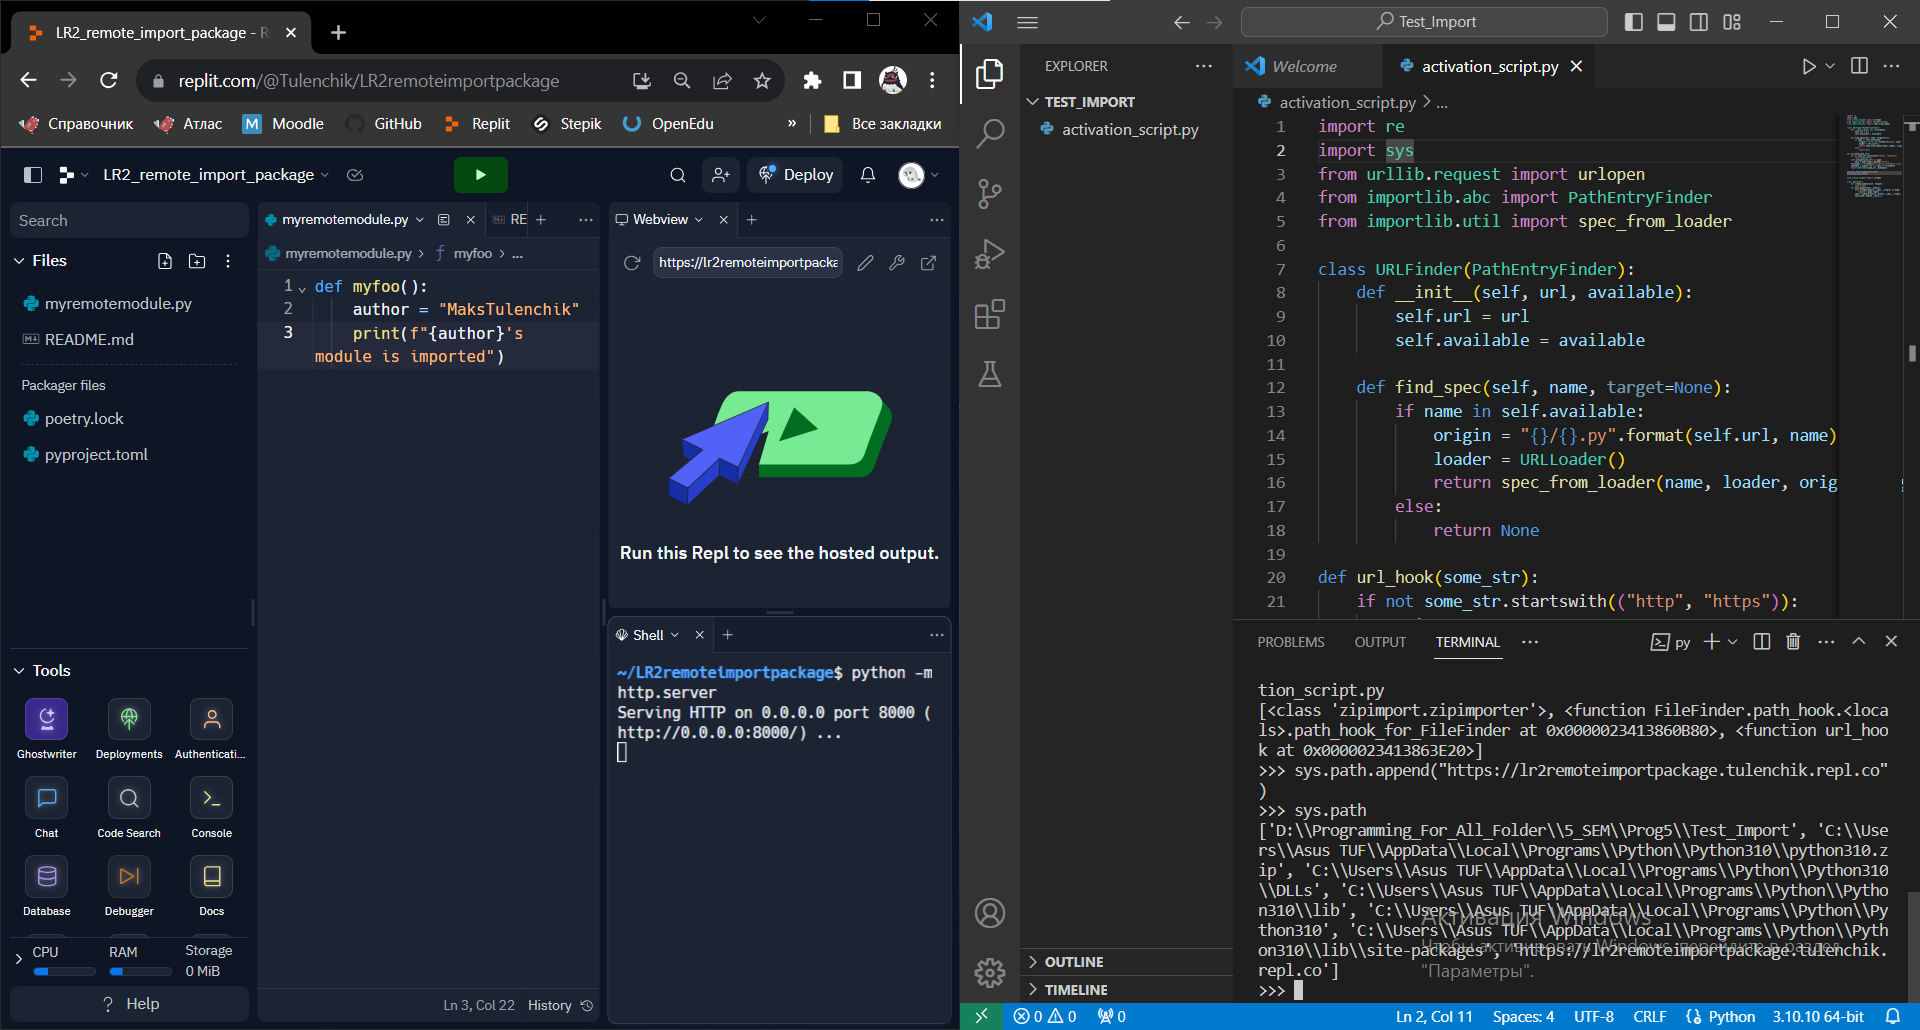 LR2_remote_import_package - R
replit.com/@Tulenchik/LR2remoteimportpackage
Справочник
Атлас
Moodle
GitHub
Replit
Stepik
OpenEdu
»
Все закладки
LR2_remote_import_package
Deploy
Search
Files
myremotemodule.py
README.md
Packager files
poetry.lock
pyproject.toml
Tools
Ghostwriter
Deployments
Authenticati...
Chat
Code Search
Console
Database
Debugger
Docs
CPU
RAM
Storage
0 MiB
? Help
myremotemodule.py
RE
myremotemodule.py > myfoo > ...
1 def myfoo():
2 author = "MaksTulenchik"
3 print(f"{author}'s
module is imported")
Ln 3, Col 22
History
Webview
https://lr2remoteimportpacka
Run this Repl to see the hosted output.
Shell
~/LR2remoteimportpackage$ python -m
http.server
Serving HTTP on 0.0.0.0 port 8000 (
http://0.0.0.0:8000/) ...
Test_Import
EXPLORER
TEST_IMPORT
activation_script.py
OUTLINE
TIMELINE
Welcome
activation_script.py
activation_script.py > ...
1 import re
2 import sys
3 from urllib.request import urlopen
4 from importlib.abc import PathEntryFinder
5 from importlib.util import spec_from_loader
6
7 class URLFinder(PathEntryFinder):
8 def __init__(self, url, available):
9 self.url = url
10 self.available = available
11
12 def find_spec(self, name, target=None):
13 if name in self.available:
14 origin = "{}/{}.py".format(self.url, name)
15 loader = URLLoader()
16 return spec_from_loader(name, loader, orig
17 else:
18 return None
19
20 def url_hook(some_str):
21 if not some_str.startswith(("http", "https")):
PROBLEMS
OUTPUT
TERMINAL
py
tion_script.py
[<class 'zipimport.zipimporter'>, <function FileFinder.path_hook.<loca
ls>.path_hook_for_FileFinder at 0x0000023413860B80>, <function url_hoo
k at 0x0000023413863E20>]
>>> sys.path.append("https://lr2remoteimportpackage.tulenchik.repl.co"
)
>>> sys.path
['D:\\Programming_For_All_Folder\\5_SEM\\Prog5\\Test_Import', 'C:\\Use
rs\\Asus TUF\\AppData\\Local\\Programs\\Python\\Python310\\python310.z
ip', 'C:\\Users\\Asus TUF\\AppData\\Local\\Programs\\Python\\Python310
\\DLLs', 'C:\\Users\\Asus TUF\\AppData\\Local\\Programs\\Python\\Pytho
n310\\lib', 'C:\\Users\\Asus TUF\\AppData\\Local\\Programs\\Python\\Py
thon310', 'C:\\Users\\Asus TUF\\AppData\\Local\\Programs\\Python\\Pyth
on310\\lib\\site-packages', 'https://lr2remoteimportpackage.tulenchik.
repl.co']
>>>
Активация Windows
Чтобы активировать Windows, перейдите в раздел
"Параметры".
0 0
0
Ln 2, Col 11
Spaces: 4
UTF-8
CRLF
Python
3.10.10 64-bit